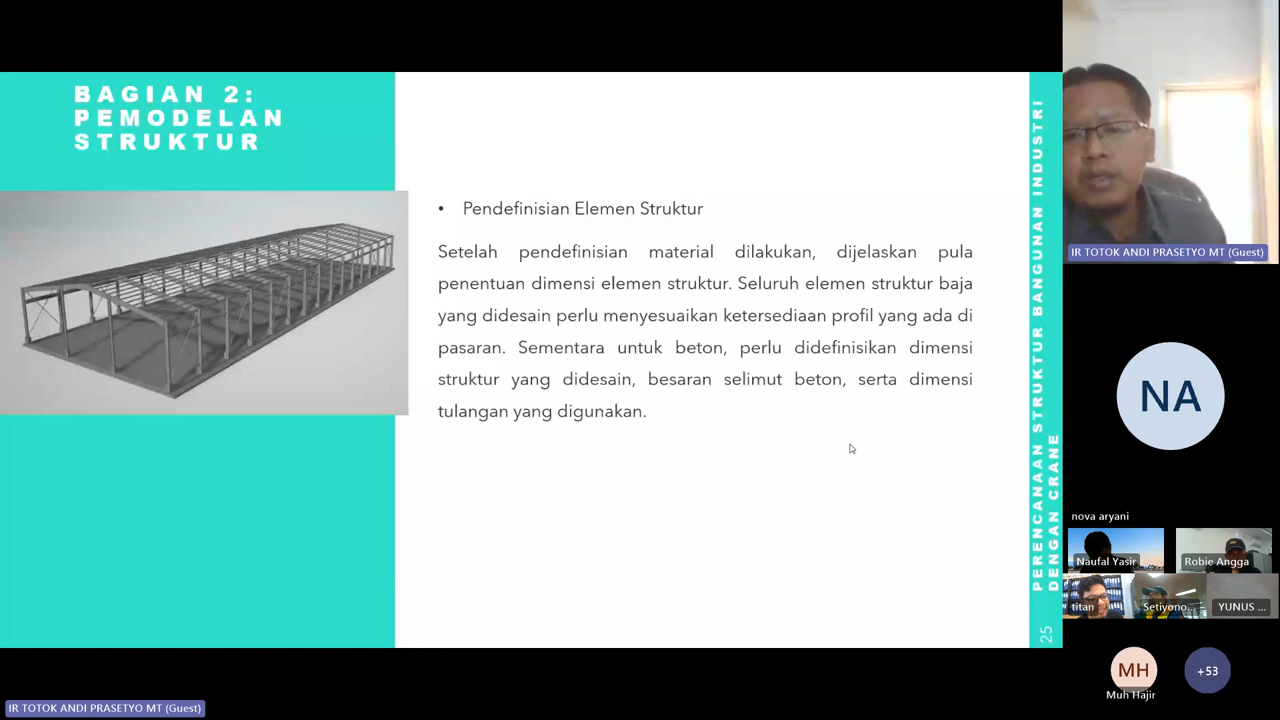 BAGIAN 2:
PEMODELAN
STRUKTUR
• Pendefinisian Elemen Struktur
Setelah pendefinisian material dilakukan, dijelaskan pula
penentuan dimensi elemen struktur. Seluruh elemen struktur baja
yang didesain perlu menyesuaikan ketersediaan profil yang ada di
pasaran. Sementara untuk beton, perlu didefinisikan dimensi
struktur yang didesain, besaran selimut beton, serta dimensi
tulangan yang digunakan.
PERENCANAAN STRUKTUR BANGUNAN INDUSTRI
DENGAN CRANE
25
IR TOTOK ANDI PRASETYO MT (Guest)
NA
nova aryani
Naufal Yasir
Robie Angga
titan
Setiyono...
YUNUS ...
MH
Muh Hajir
+53
IR TOTOK ANDI PRASETYO MT (Guest)